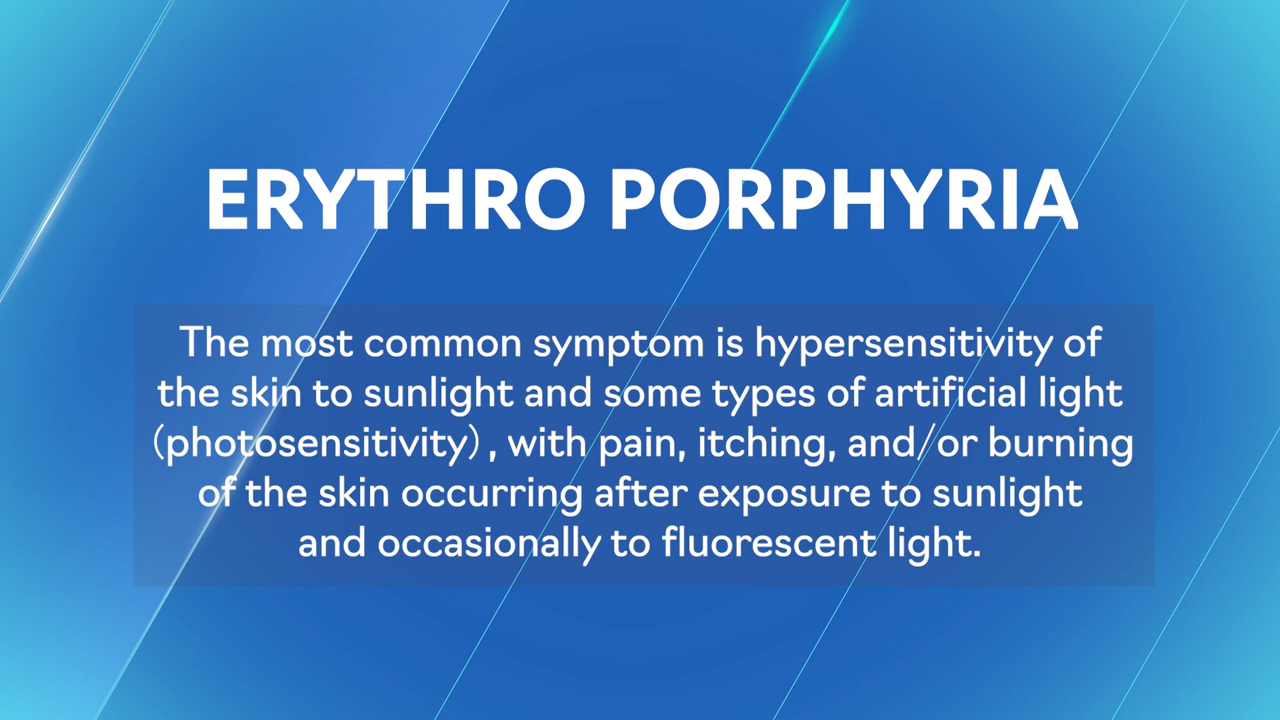 ERYTHRO PORPHYRIA
The most common symptom is hypersensitivity of
the skin to sunlight and some types of artificial light
(photosensitivity) , with pain, itching, and/or burning
of the skin occurring after exposure to sunlight
and occasionally to fluorescent light.